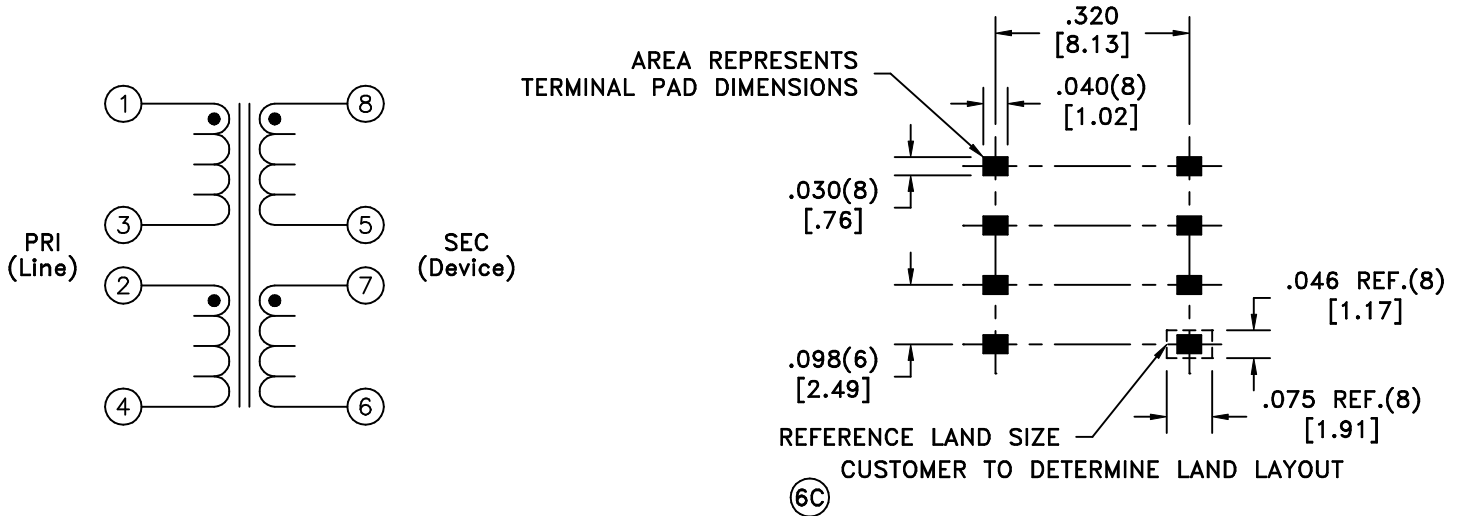 1
8
3
5
PRI
(Line)
SEC
(Device)
2
7
4
6
AREA REPRESENTS
TERMINAL PAD DIMENSIONS
.320
[8.13]
.040(8)
[1.02]
.030(8)
[.76]
.046 REF.(8)
[1.17]
.098(6)
[2.49]
.075 REF.(8)
[1.91]
REFERENCE LAND SIZE
CUSTOMER TO DETERMINE LAND LAYOUT
6C